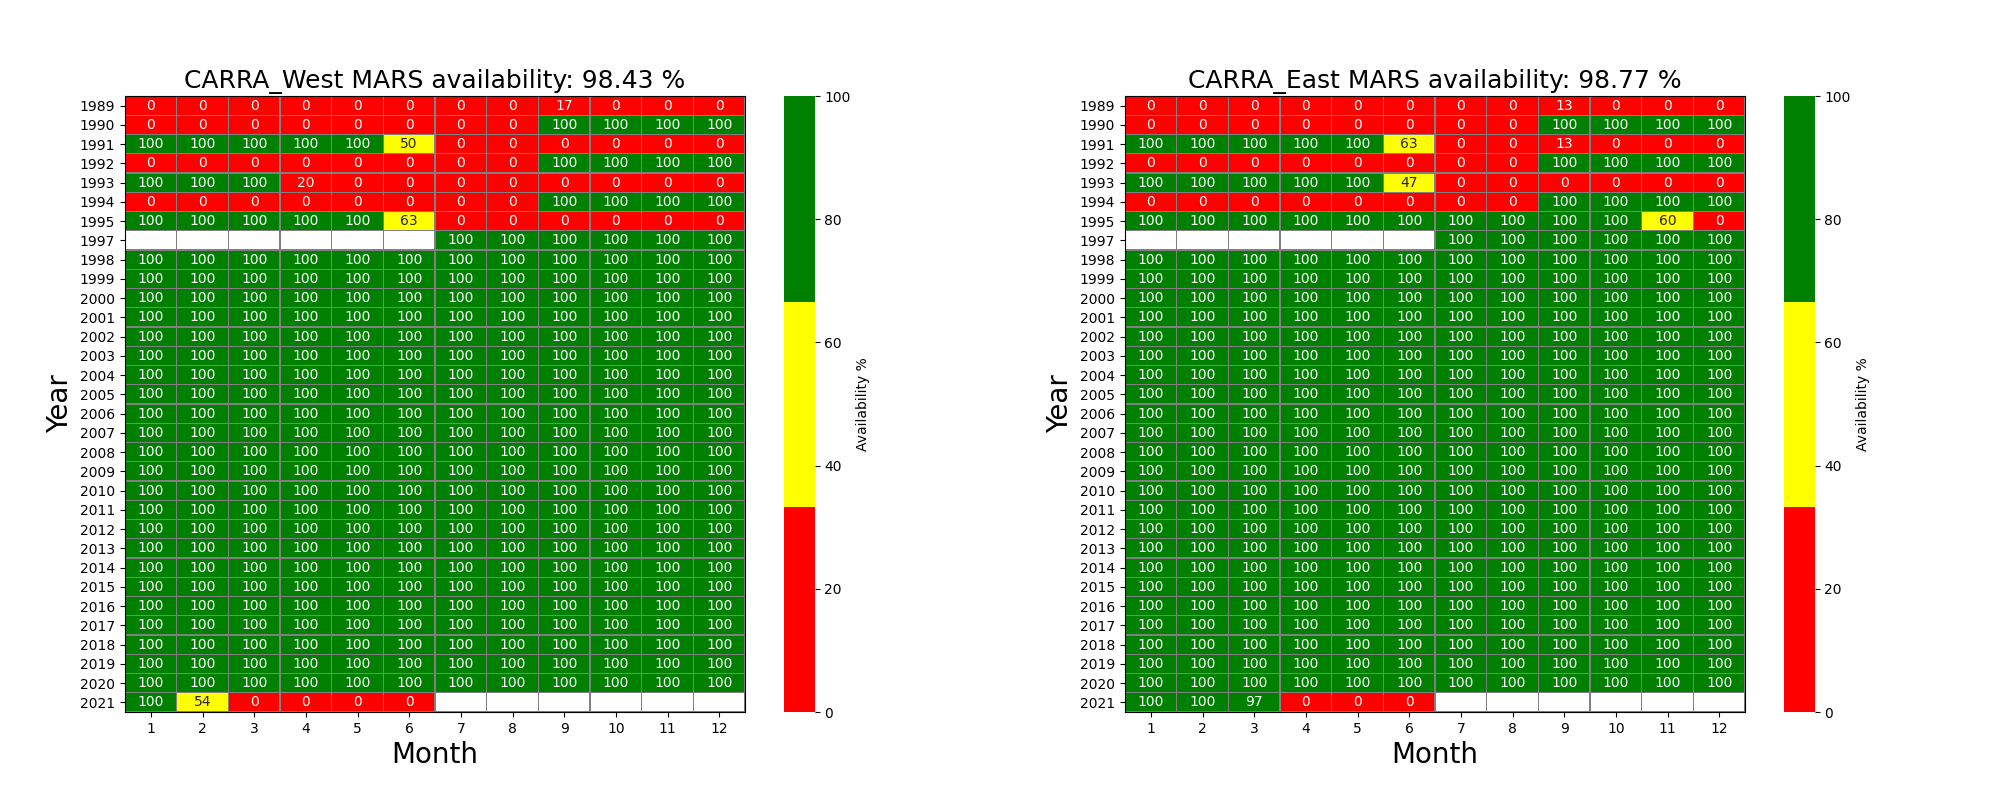 CARRA_West MARS availability: 98.43 %
1989 0 0 0 0 0 0 0 0 17 0 0 0
1990 0 0 0 0 0 0 0 0 100 100 100 100
1991 100 100 100 100 100 50 0 0 0 0 0 0
1992 0 0 0 0 0 0 0 0 100 100 100 100
1993 100 100 100 20 0 0 0 0 0 0 0 0
1994 0 0 0 0 0 0 0 0 100 100 100 100
1995 100 100 100 100 100 63 0 0 0 0 0 0
1997 100 100 100 100 100 100
1998 100 100 100 100 100 100 100 100 100 100 100 100
1999 100 100 100 100 100 100 100 100 100 100 100 100
2000 100 100 100 100 100 100 100 100 100 100 100 100
2001 100 100 100 100 100 100 100 100 100 100 100 100
2002 100 100 100 100 100 100 100 100 100 100 100 100
2003 100 100 100 100 100 100 100 100 100 100 100 100
2004 100 100 100 100 100 100 100 100 100 100 100 100
2005 100 100 100 100 100 100 100 100 100 100 100 100
2006 100 100 100 100 100 100 100 100 100 100 100 100
2007 100 100 100 100 100 100 100 100 100 100 100 100
2008 100 100 100 100 100 100 100 100 100 100 100 100
2009 100 100 100 100 100 100 100 100 100 100 100 100
2010 100 100 100 100 100 100 100 100 100 100 100 100
2011 100 100 100 100 100 100 100 100 100 100 100 100
2012 100 100 100 100 100 100 100 100 100 100 100 100
2013 100 100 100 100 100 100 100 100 100 100 100 100
2014 100 100 100 100 100 100 100 100 100 100 100 100
2015 100 100 100 100 100 100 100 100 100 100 100 100
2016 100 100 100 100 100 100 100 100 100 100 100 100
2017 100 100 100 100 100 100 100 100 100 100 100 100
2018 100 100 100 100 100 100 100 100 100 100 100 100
2019 100 100 100 100 100 100 100 100 100 100 100 100
2020 100 100 100 100 100 100 100 100 100 100 100 100
2021 100 54 0 0 0 0
1 2 3 4 5 6 7 8 9 10 11 12
Month
Year
100
80
60
40
20
0
Availability %
CARRA_East MARS availability: 98.77 %
1989 0 0 0 0 0 0 0 0 13 0 0 0
1990 0 0 0 0 0 0 0 0 100 100 100 100
1991 100 100 100 100 100 63 0 0 13 0 0 0
1992 0 0 0 0 0 0 0 0 100 100 100 100
1993 100 100 100 100 100 47 0 0 0 0 0 0
1994 0 0 0 0 0 0 0 0 100 100 100 100
1995 100 100 100 100 100 100 100 100 100 100 60 0
1997 100 100 100 100 100 100
1998 100 100 100 100 100 100 100 100 100 100 100 100
1999 100 100 100 100 100 100 100 100 100 100 100 100
2000 100 100 100 100 100 100 100 100 100 100 100 100
2001 100 100 100 100 100 100 100 100 100 100 100 100
2002 100 100 100 100 100 100 100 100 100 100 100 100
2003 100 100 100 100 100 100 100 100 100 100 100 100
2004 100 100 100 100 100 100 100 100 100 100 100 100
2005 100 100 100 100 100 100 100 100 100 100 100 100
2006 100 100 100 100 100 100 100 100 100 100 100 100
2007 100 100 100 100 100 100 100 100 100 100 100 100
2008 100 100 100 100 100 100 100 100 100 100 100 100
2009 100 100 100 100 100 100 100 100 100 100 100 100
2010 100 100 100 100 100 100 100 100 100 100 100 100
2011 100 100 100 100 100 100 100 100 100 100 100 100
2012 100 100 100 100 100 100 100 100 100 100 100 100
2013 100 100 100 100 100 100 100 100 100 100 100 100
2014 100 100 100 100 100 100 100 100 100 100 100 100
2015 100 100 100 100 100 100 100 100 100 100 100 100
2016 100 100 100 100 100 100 100 100 100 100 100 100
2017 100 100 100 100 100 100 100 100 100 100 100 100
2018 100 100 100 100 100 100 100 100 100 100 100 100
2019 100 100 100 100 100 100 100 100 100 100 100 100
2020 100 100 100 100 100 100 100 100 100 100 100 100
2021 100 100 97 0 0 0
1 2 3 4 5 6 7 8 9 10 11 12
Month
Year
100
80
60
40
20
0
Availability %